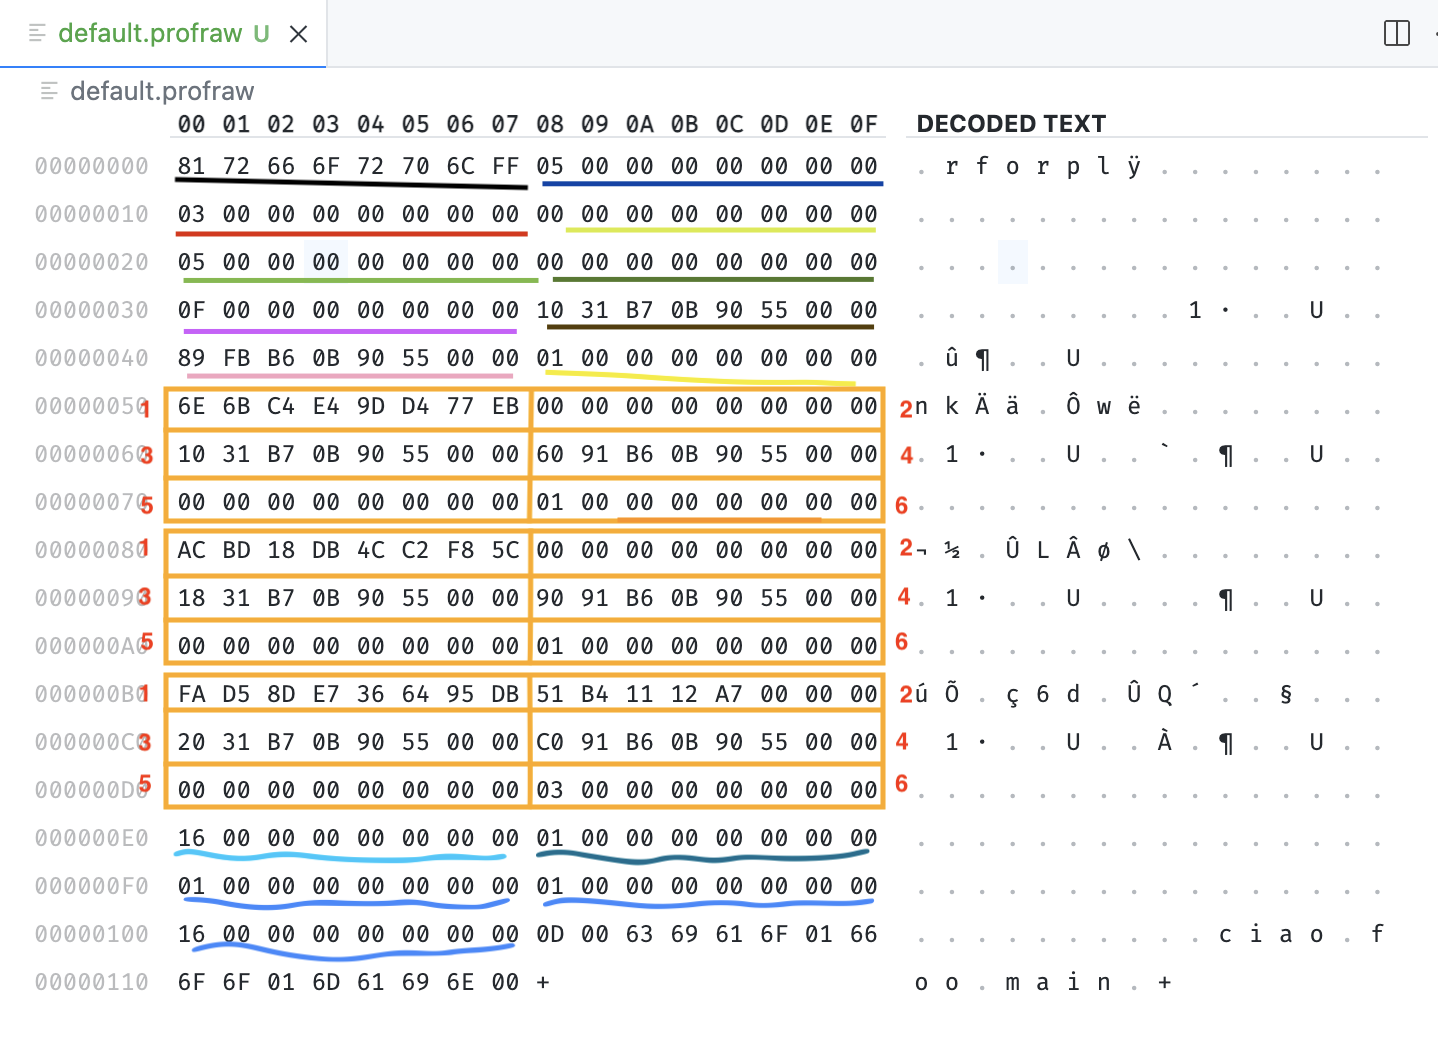 default.profraw U
default.profraw
00 01 02 03 04 05 06 07 08 09 0A 0B 0C 0D 0E 0F DECODED TEXT
00000000 81 72 66 6F 72 70 6C FF 05 00 00 00 00 00 00 00 . r f o r p l ÿ . . . . . . . .
00000010 03 00 00 00 00 00 00 00 00 00 00 00 00 00 00 00 . . . . . . . . . . . . . . . .
00000020 05 00 00 00 00 00 00 00 00 00 00 00 00 00 00 00 . . . . . . . . . . . . . . . .
00000030 0F 00 00 00 00 00 00 00 10 31 B7 0B 90 55 00 00 . . . . . . . . . 1 · . . U . .
00000040 89 FB B6 0B 90 55 00 00 01 00 00 00 00 00 00 00 . û ¶ . . U . . . . . . . . . .
00000050 1 6E 6B C4 E4 9D D4 77 EB 00 00 00 00 00 00 00 00 2 n k Ä ä . Ô w ë . . . . . . . .
00000060 3 10 31 B7 0B 90 55 00 00 60 91 B6 0B 90 55 00 00 4 . 1 · . . U . . ` . ¶ . . U . .
00000070 5 00 00 00 00 00 00 00 00 01 00 00 00 00 00 00 00 6 . . . . . . . . . . . . . . . .
00000080 1 AC BD 18 DB 4C C2 F8 5C 00 00 00 00 00 00 00 00 2 ¬ ½ . Û L Â ø \ . . . . . . . .
00000090 3 18 31 B7 0B 90 55 00 00 90 91 B6 0B 90 55 00 00 4 . 1 · . . U . . . . ¶ . . U . .
000000A0 5 00 00 00 00 00 00 00 00 01 00 00 00 00 00 00 00 6 . . . . . . . . . . . . . . . .
000000B0 1 FA D5 8D E7 36 64 95 DB 51 B4 11 12 A7 00 00 00 2 ú Õ . ç 6 d . Û Q ´ . . § . . .
000000C0 3 20 31 B7 0B 90 55 00 00 C0 91 B6 0B 90 55 00 00 4 1 · . . U . . À . ¶ . . U . .
000000D0 5 00 00 00 00 00 00 00 00 03 00 00 00 00 00 00 00 6 . . . . . . . . . . . . . . . .
000000E0 16 00 00 00 00 00 00 00 01 00 00 00 00 00 00 00 . . . . . . . . . . . . . . . .
000000F0 01 00 00 00 00 00 00 00 01 00 00 00 00 00 00 00 . . . . . . . . . . . . . . . .
00000100 16 00 00 00 00 00 00 00 0D 00 63 69 61 6F 01 66 . . . . . . . . . . c i a o . f
00000110 6F 6F 01 6D 61 69 6E 00 + o o . m a i n . +